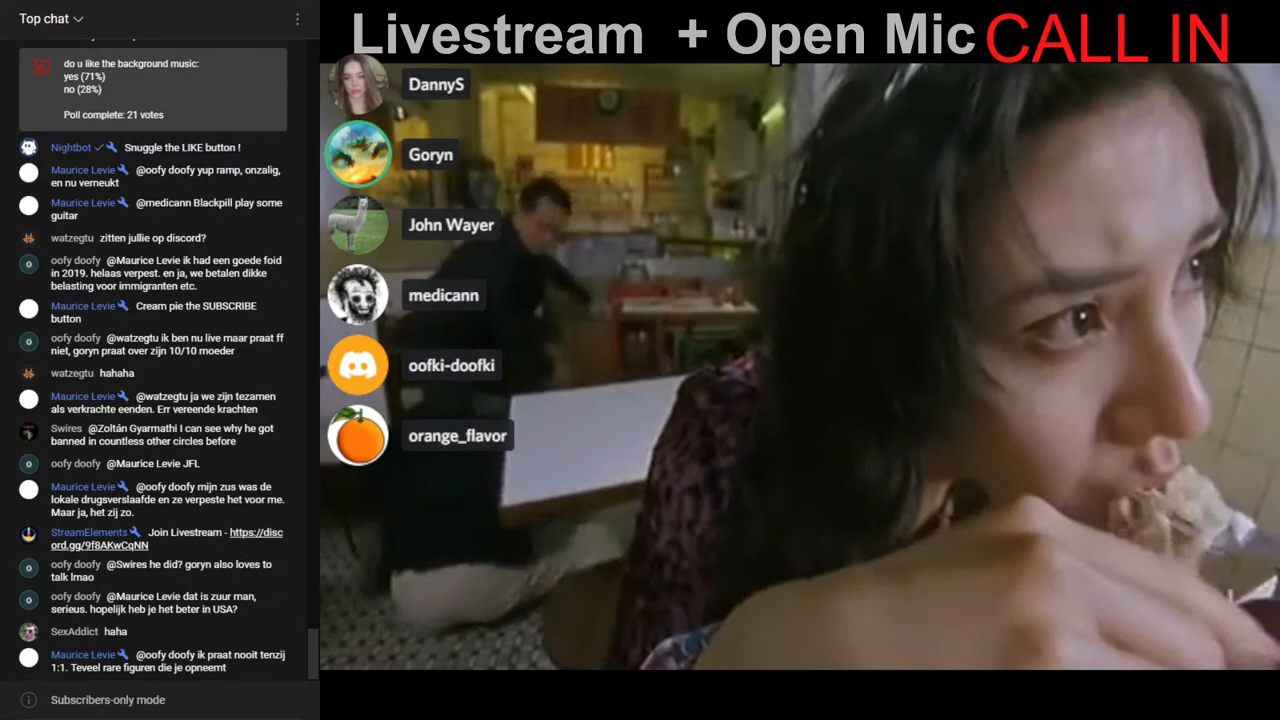 Top chat
do u like the background music:
yes (71%)
no (28%)
Poll complete: 21 votes
Nightbot Snuggle the LIKE button !
Maurice Levie @oofy doofy yup ramp, onzalig,
en nu verneukt
Maurice Levie @medicann Blackpill play some
guitar
watzegtu zitten jullie op discord?
oofy doofy @Maurice Levie ik had een goede foid
in 2019. helaas verpest. en ja, we betalen dikke
belasting voor immigranten etc.
Maurice Levie Cream pie the SUBSCRIBE
button
oofy doofy @watzegtu ik ben nu live maar praat ff
niet, goryn praat over zijn 10/10 moeder
watzegtu hahaha
Maurice Levie @watzegtu ja we zijn tezamen
als verkrachte eenden. Err vereende krachten
Swires @Zoltán Gyarmathi I can see why he got
banned in countless other circles before
oofy doofy @Maurice Levie JFL
Maurice Levie @oofy doofy mijn zus was de
lokale drugsverslaafde en ze verpeste het voor me.
Maar ja, het zij zo.
StreamElements Join Livestream - https://disc
ord.gg/9f8AKwCqNN
oofy doofy @Swires he did? goryn also loves to
talk lmao
oofy doofy @Maurice Levie dat is zuur man,
serieus. hopelijk heb je het beter in USA?
SexAddict haha
Maurice Levie @oofy doofy ik praat nooit tenzij
1:1. Teveel rare figuren die je opneemt
Subscribers-only mode
Livestream + Open Mic CALL IN
DannyS
Goryn
John Wayer
medicann
oofki-doofki
orange_flavor